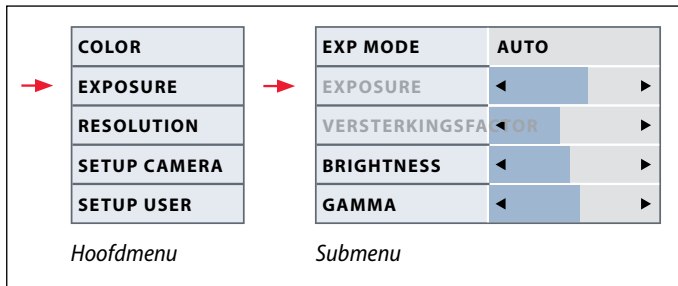 COLOR
EXPOSURE
RESOLUTION
SETUP CAMERA
SETUP USER
Hoofdmenu
EXP MODE AUTO
EXPOSURE
VERSTERKINGSFACTOR
BRIGHTNESS
GAMMA
Submenu